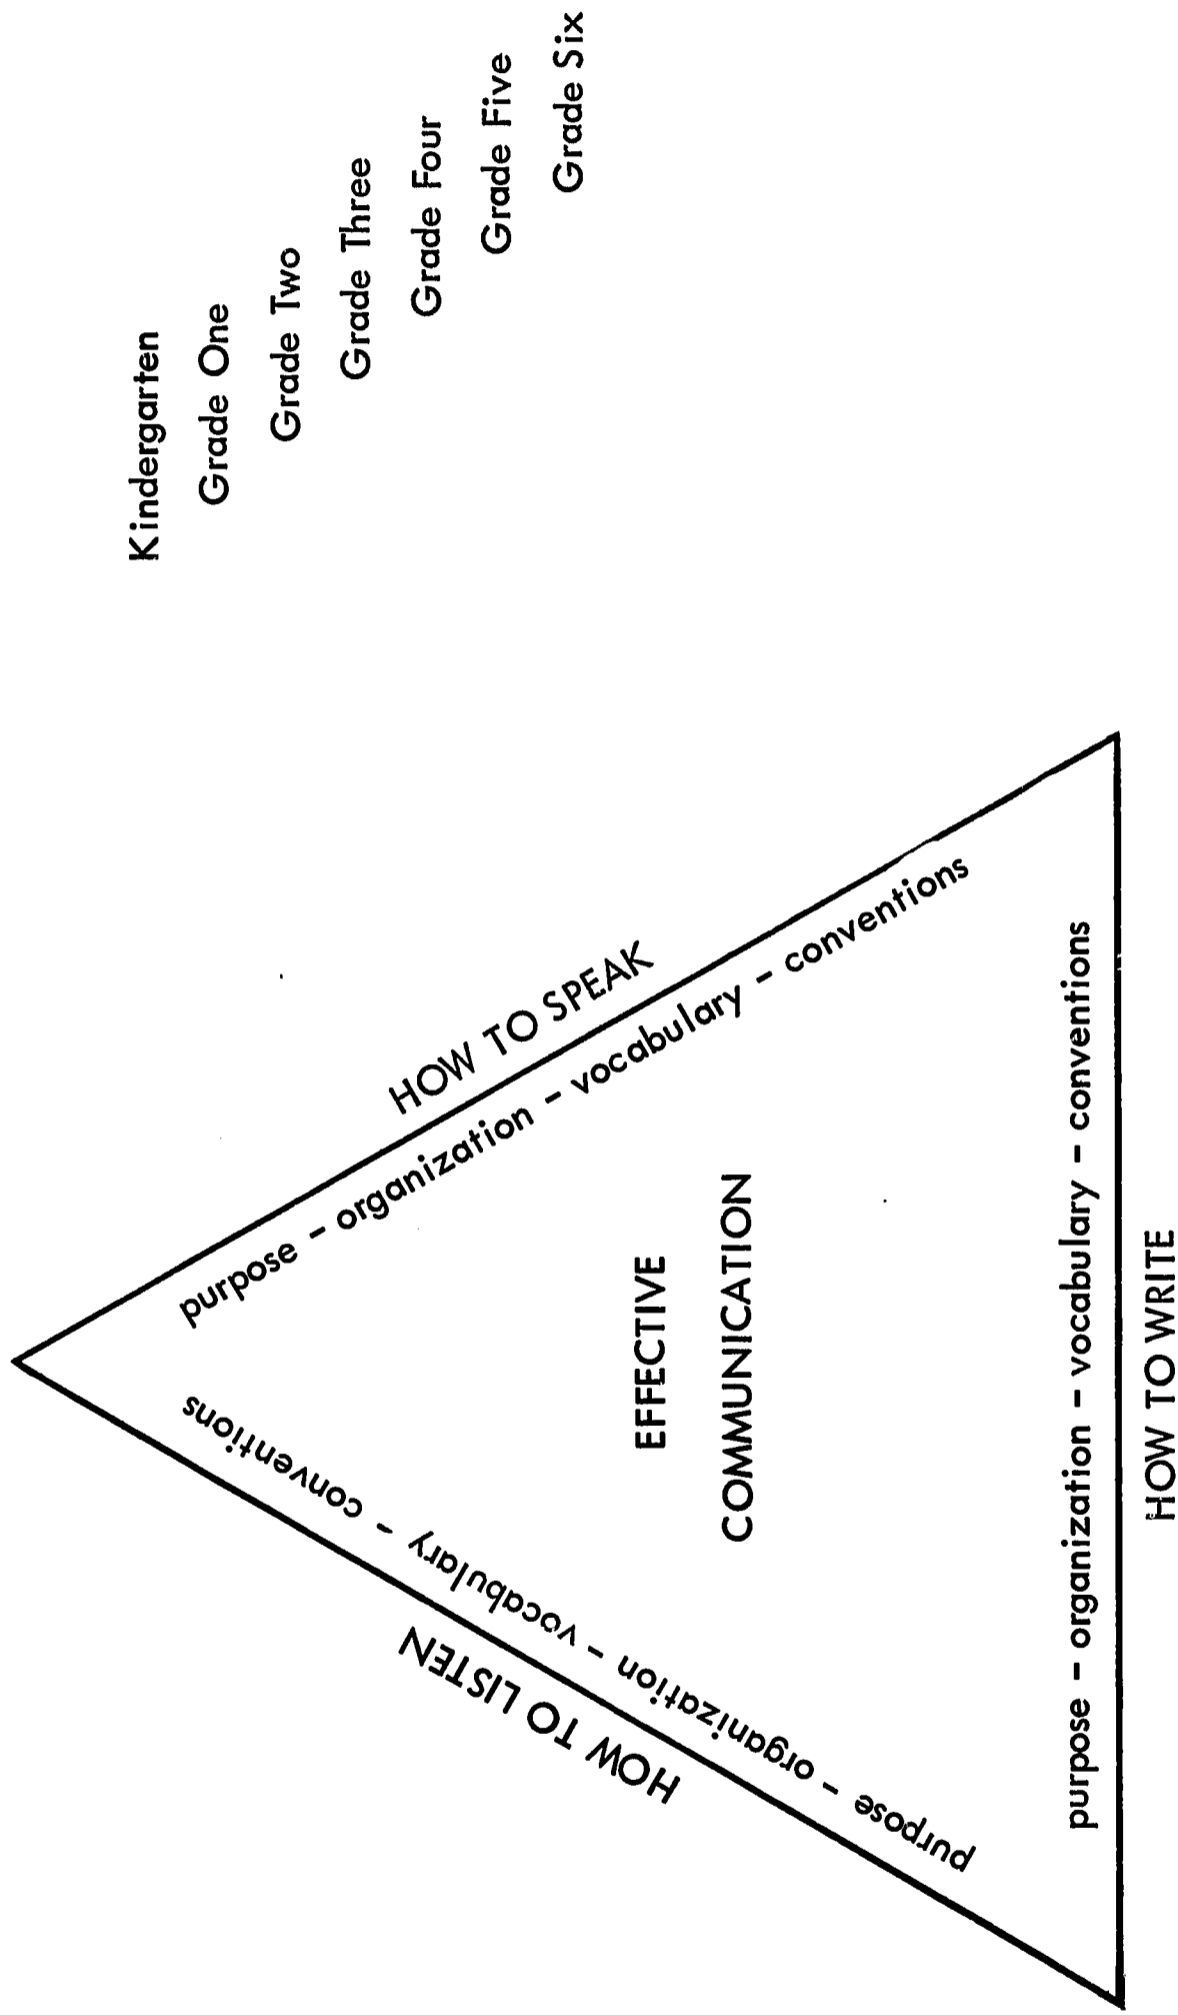 HOW TO LISTEN
purpose – organization – vocabulary – conventions
HOW TO SPEAK
purpose – organization – vocabulary – conventions
EFFECTIVE
COMMUNICATION
purpose – organization – vocabulary – conventions
HOW TO WRITE
Kindergarten
Grade One
Grade Two
Grade Three
Grade Four
Grade Five
Grade Six